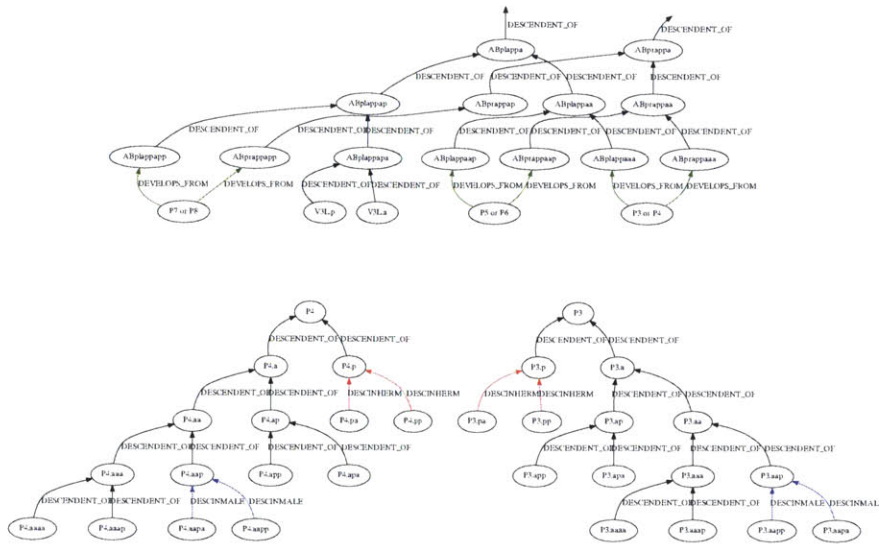 DESCENDENT_OF DESCENDENT_OF
ABplappa ABprappa
DESCENDENT_OF DESCENDENT_OF DESCENDENT_OF DESCENDENT_OF
ABplappap ABprappap ABplappaa ABprappaa
DESCENDENT_OF DESCENDENT_OF DESCENDENT_OF DESCENDENT_OF DESCENDENT_OF DESCENDENT_OF DESCENDENT_OF
ABplappapp ABprappapp ABplappapa ABplappaap ABprappaap ABplappaaa ABprappaaa
DEVELOPS_FROM DEVELOPS_FROM DESCENDENT_OF DESCENDENT_OF DEVELOPS_FROM DEVELOPS_FROM DEVELOPS_FROM DEVELOPS_FROM
P7 or P8 V3L.p V3L.a P5 or P6 P3 or P4
P4 P3
DESCENDENT_OF DESCENDENT_OF DESCENDENT_OF DESCENDENT_OF
P4.a P4.p P3.p P3.a
DESCENDENT_OF DESCENDENT_OF DESCINHERM DESCINHERM DESCINHERM DESCINHERM DESCENDENT_OF DESCENDENT_OF
P4.aa P4.ap P4.pa P4.pp P3.pa P3.pp P3.ap P3.aa
DESCENDENT_OF DESCENDENT_OF DESCENDENT_OF DESCENDENT_OF DESCENDENT_OF DESCENDENT_OF DESCENDENT_OF DESCENDENT_OF
P4.aaa P4.aap P4.app P4.apa P3.app P3.apa P3.aaa P3.aap
DESCENDENT_OF DESCENDENT_OF DESCINMALE DESCINMALE DESCENDENT_OF DESCENDENT_OF DESCINMALE DESCINMAL
P4.aaaa P4.aaap P4.aapa P4.aapp P3.aaaa P3.aaap P3.aapp P3.aapa